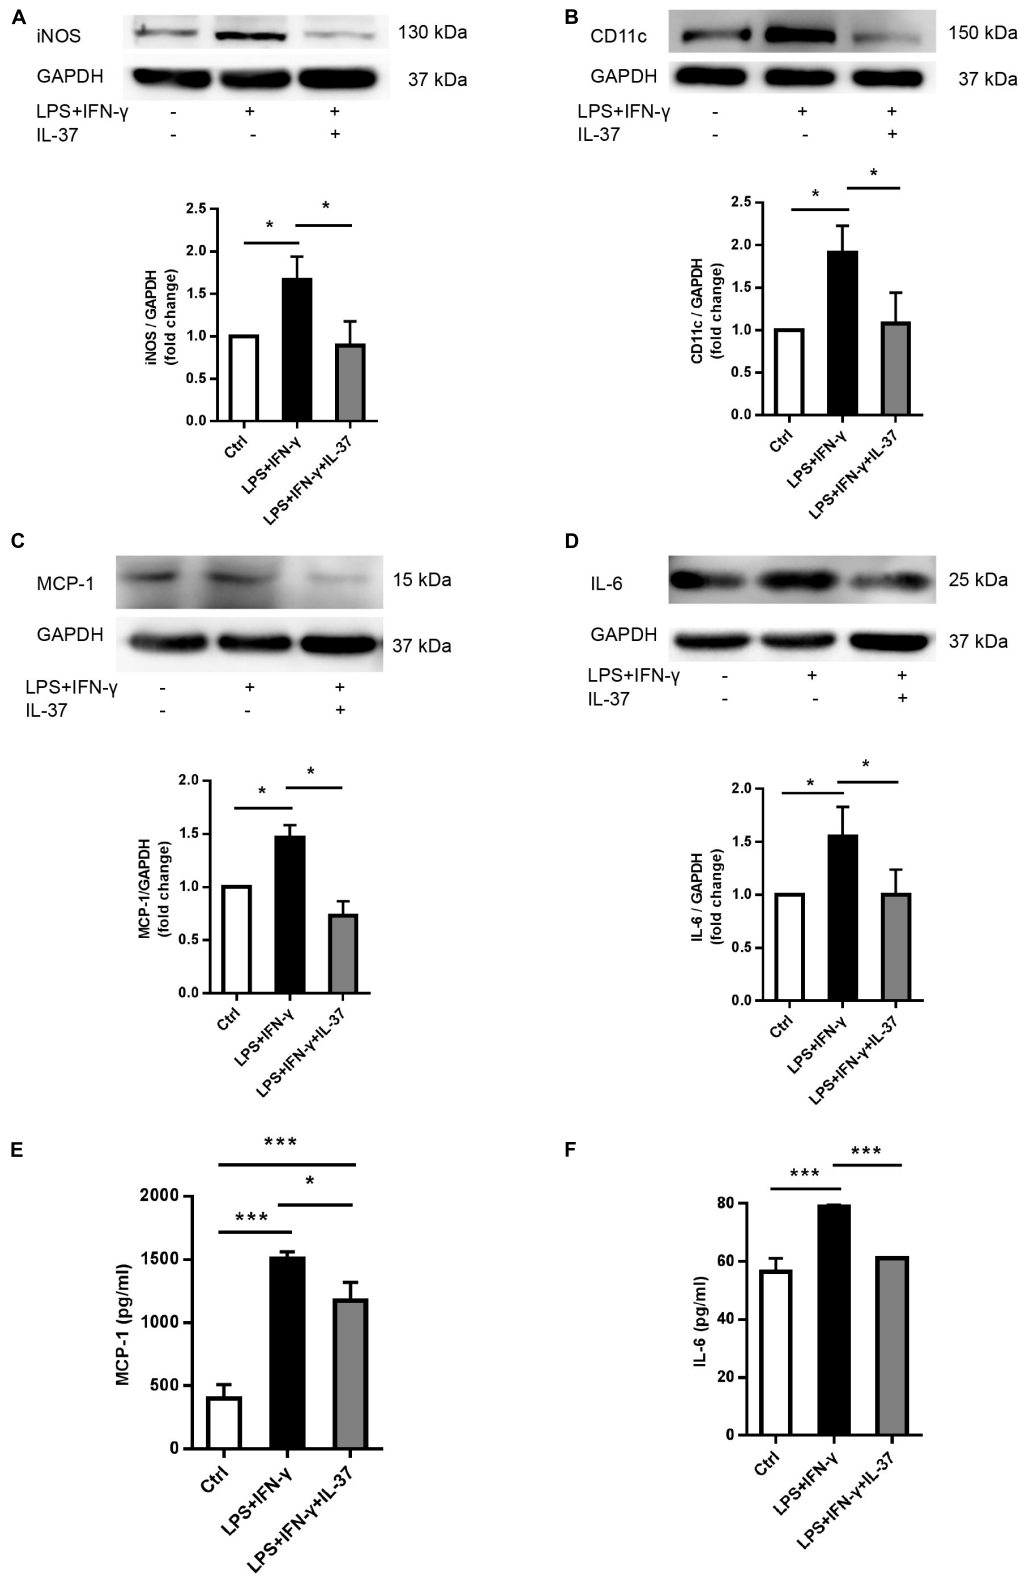 A
iNOS
130 kDa
GAPDH
37 kDa
LPS+IFN-γ - + +
IL-37 - - +
*
*
2.5
2.0
1.5
1.0
0.5
0.0
iNOS / GAPDH
(fold change)
Ctrl
LPS+IFN-γ
LPS+IFN-γ+IL-37
B
CD11c
150 kDa
GAPDH
37 kDa
LPS+IFN-γ - + +
IL-37 - - +
*
*
2.5
2.0
1.5
1.0
0.5
0.0
CD11c / GAPDH
(fold change)
Ctrl
LPS+IFN-γ
LPS+IFN-γ+IL-37
C
MCP-1
15 kDa
GAPDH
37 kDa
LPS+IFN-γ - + +
IL-37 - - +
*
*
2.0
1.5
1.0
0.5
0.0
MCP-1/GAPDH
(fold change)
Ctrl
LPS+IFN-γ
LPS+IFN-γ+IL-37
D
IL-6
25 kDa
GAPDH
37 kDa
LPS+IFN-γ - + +
IL-37 - - +
*
*
2.0
1.5
1.0
0.5
0.0
IL-6 / GAPDH
(fold change)
Ctrl
LPS+IFN-γ
LPS+IFN-γ+IL-37
E
***
*
***
2000
1500
1000
500
0
MCP-1 (pg/ml)
Ctrl
LPS+IFN-γ
LPS+IFN-γ+IL-37
F
***
***
80
60
40
20
0
IL-6 (pg/ml)
Ctrl
LPS+IFN-γ
LPS+IFN-γ+IL-37